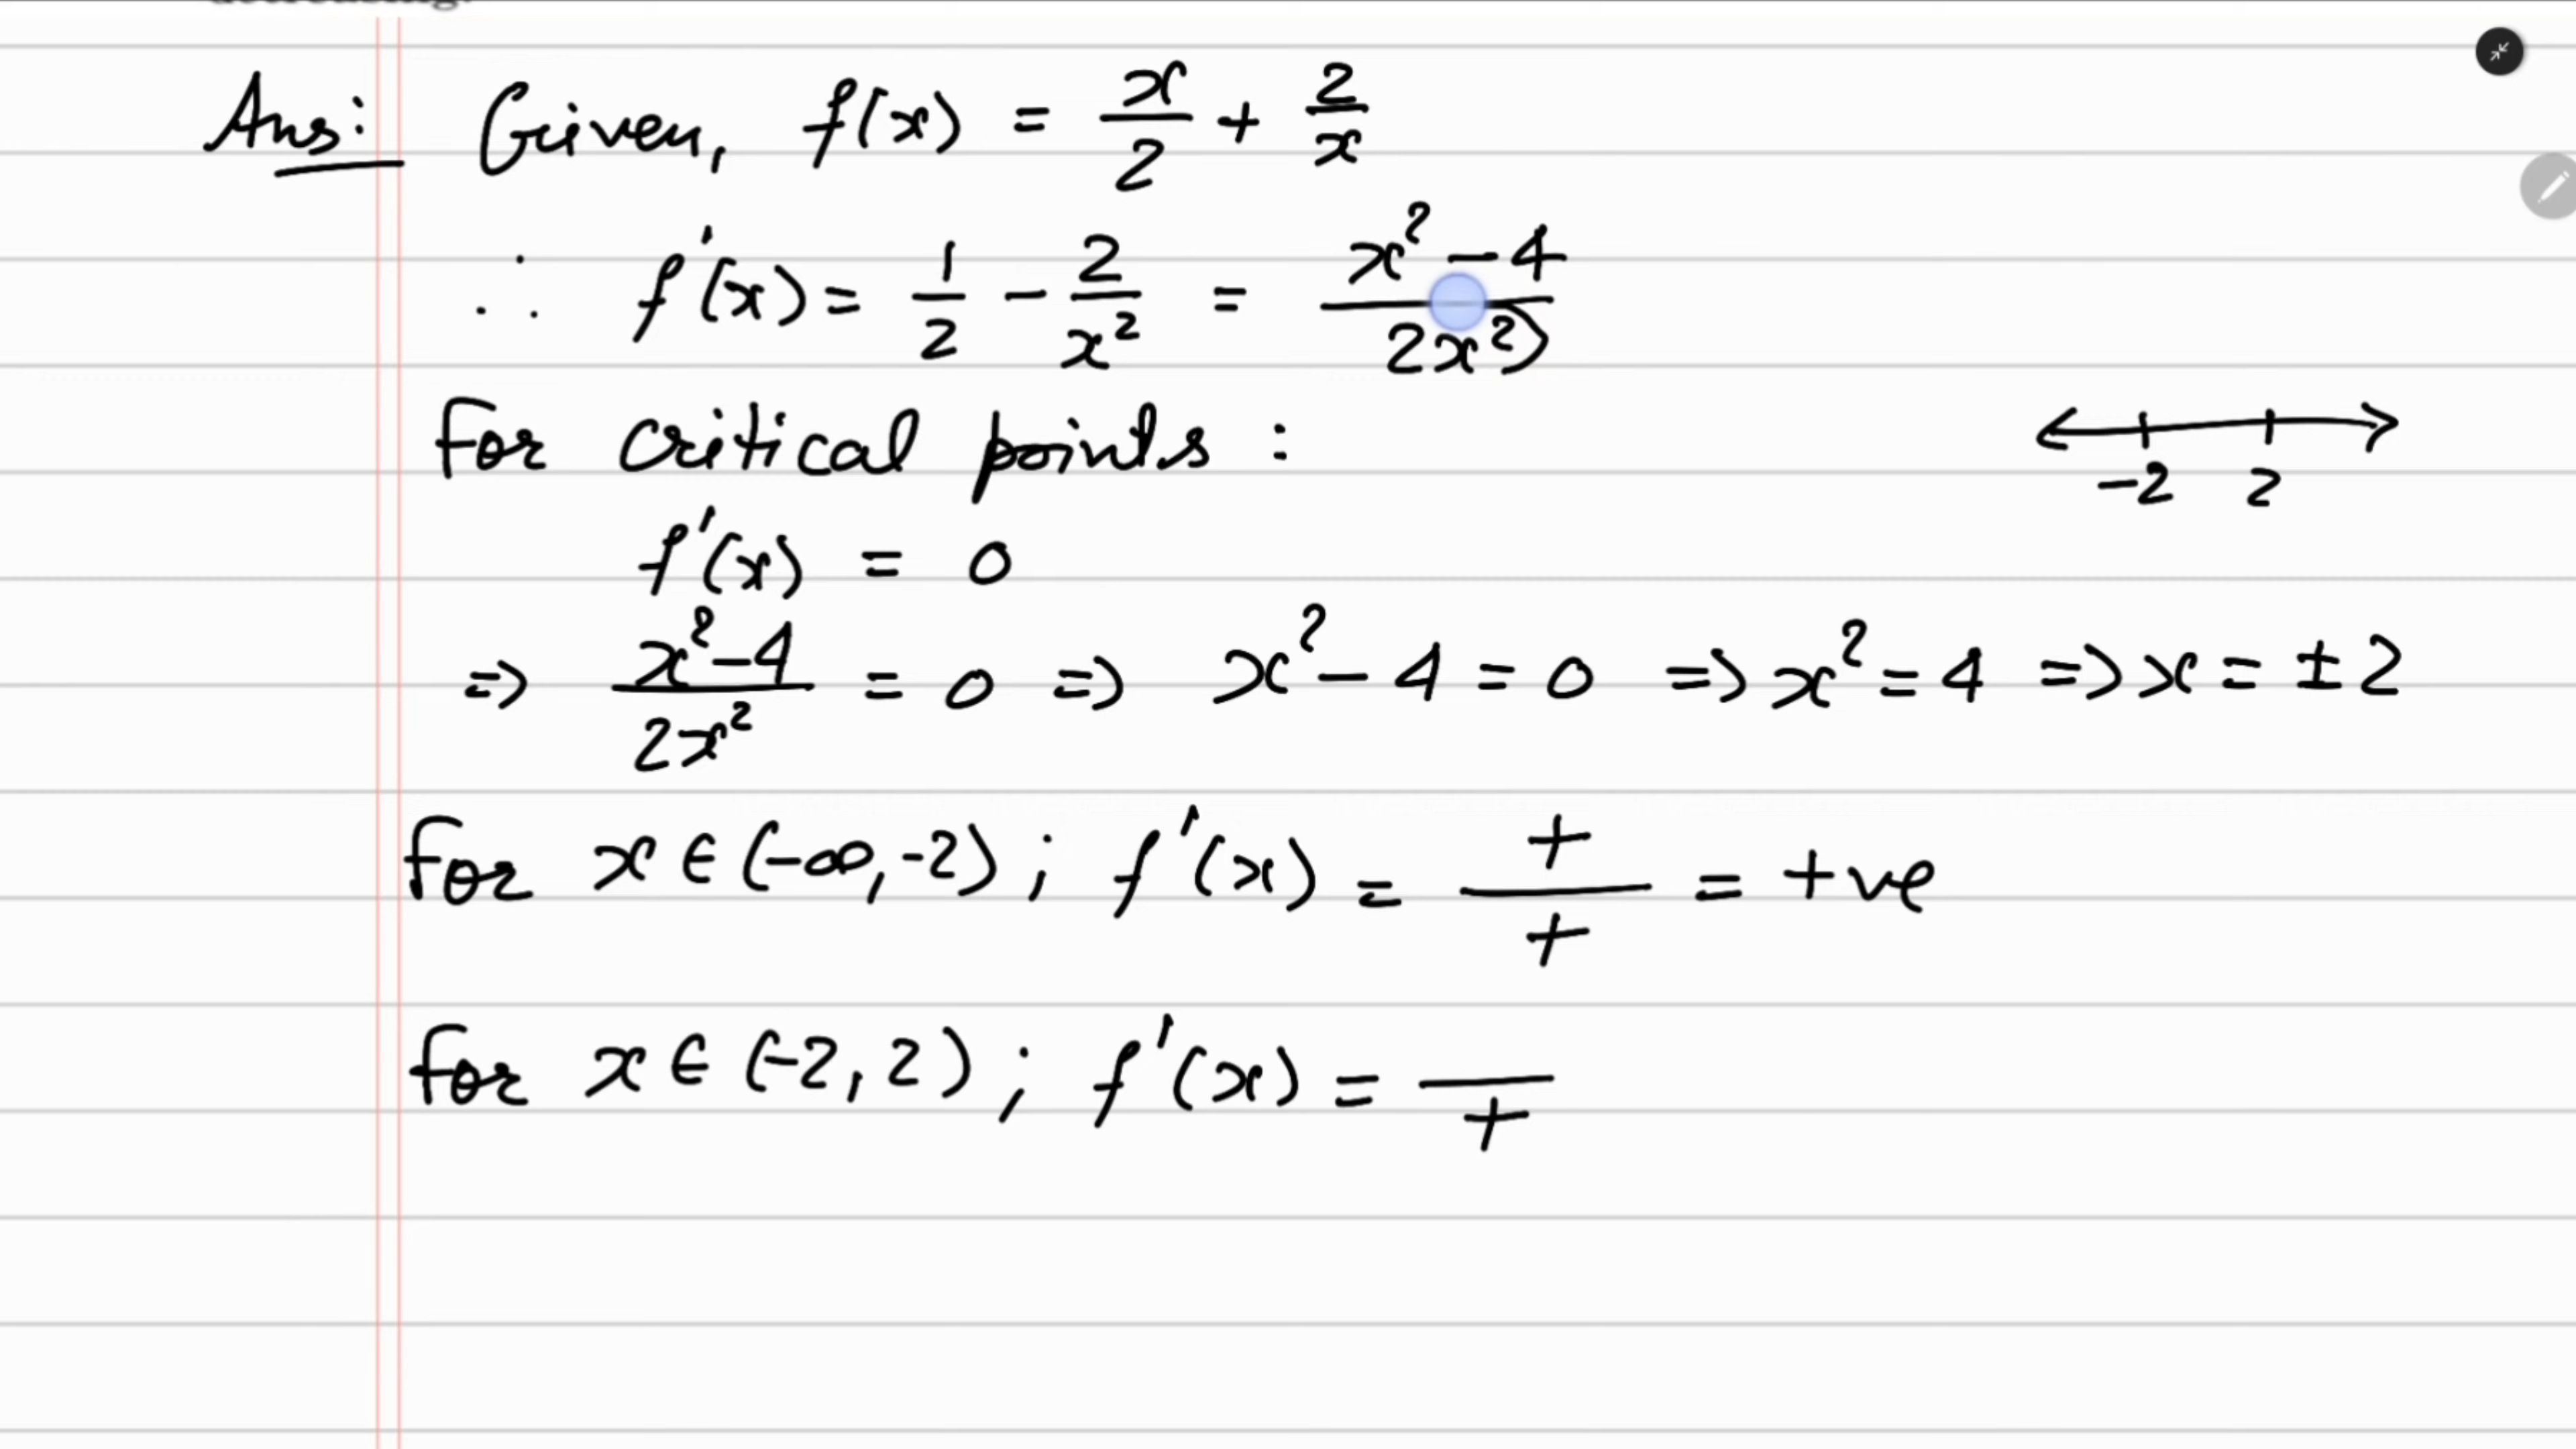 Ans: Given, f(x) = x/2 + 2/x
∴ f'(x) = 1/2 - 2/x² = (x² - 4)/(2x²)
For critical points :
-2 2
f'(x) = 0
=> (x² - 4)/(2x²) = 0 => x² - 4 = 0 => x² = 4 => x = ±2
For x ∈ (-∞, -2) ; f'(x) = +/+ = +ve
For x ∈ (-2, 2) ; f'(x) = /+